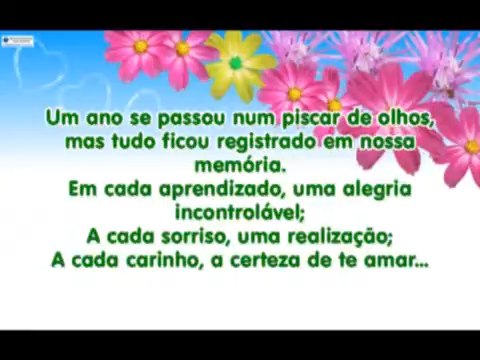 Um ano se passou num piscar de olhos,
mas tudo ficou registrado em nossa
memória.
Em cada aprendizado, uma alegria
incontrolável;
A cada sorriso, uma realização;
A cada carinho, a certeza de te amar...